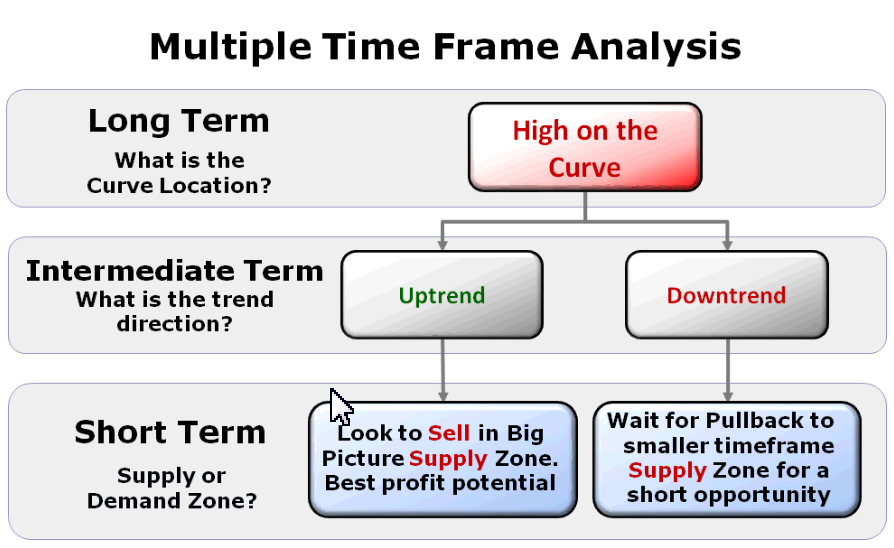 Multiple Time Frame Analysis
Long Term
What is the
Curve Location?
High on the
Curve
Intermediate Term
What is the trend
direction?
Uptrend
Downtrend
Short Term
Supply or
Demand Zone?
Look to Sell in Big
Picture Supply Zone.
Best profit potential
Wait for Pullback to
smaller timeframe
Supply Zone for a
short opportunity